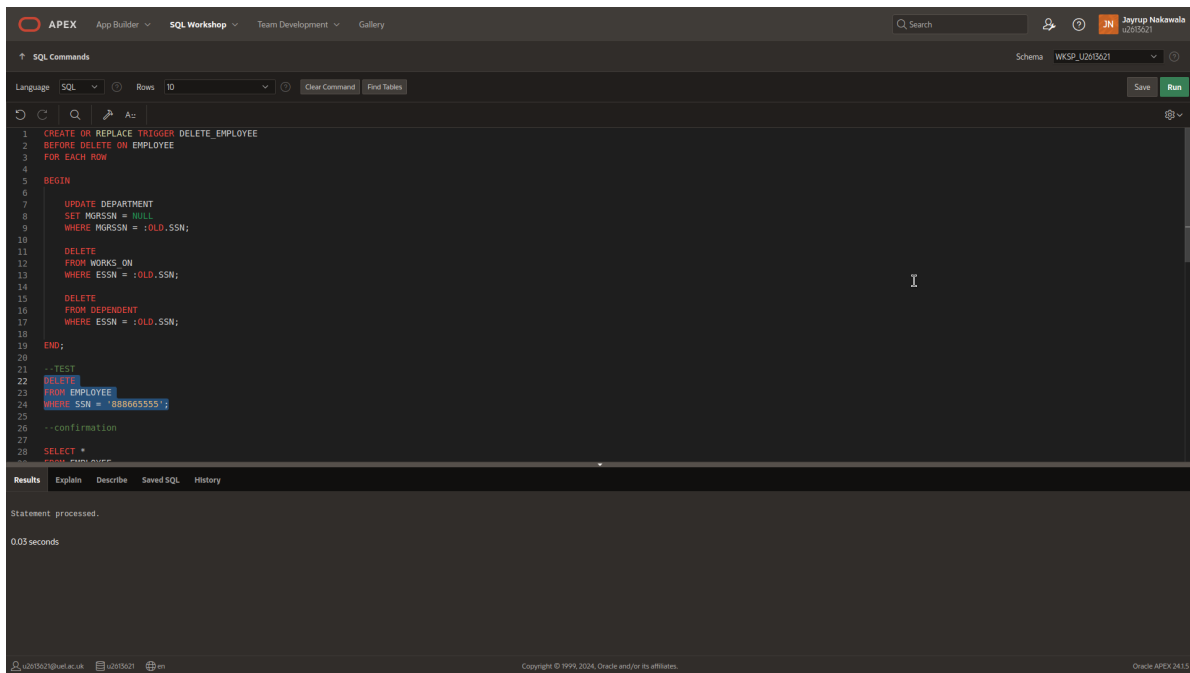 APEX App Builder SQL Workshop Team Development Gallery Search JN Jayrup Nakawala
u2613621
SQL Commands Schema WKSP_U2613621
Language SQL Rows 10 Clear Command Find Tables Save Run
1 CREATE OR REPLACE TRIGGER DELETE_EMPLOYEE
2 BEFORE DELETE ON EMPLOYEE
3 FOR EACH ROW
4
5 BEGIN
6
7 UPDATE DEPARTMENT
8 SET MGRSSN = NULL
9 WHERE MGRSSN = :OLD.SSN;
10
11 DELETE
12 FROM WORKS_ON
13 WHERE ESSN = :OLD.SSN;
14
15 DELETE
16 FROM DEPENDENT
17 WHERE ESSN = :OLD.SSN;
18
19 END;
20
21 --TEST
22 DELETE
23 FROM EMPLOYEE
24 WHERE SSN = '888665555';
25
26 --confirmation
27
28 SELECT *
Results Explain Describe Saved SQL History
Statement processed.
0.03 seconds
u2613621@uel.ac.uk u2613621 en Copyright © 1999, 2024, Oracle and/or its affiliates. Oracle APEX 24.1.5